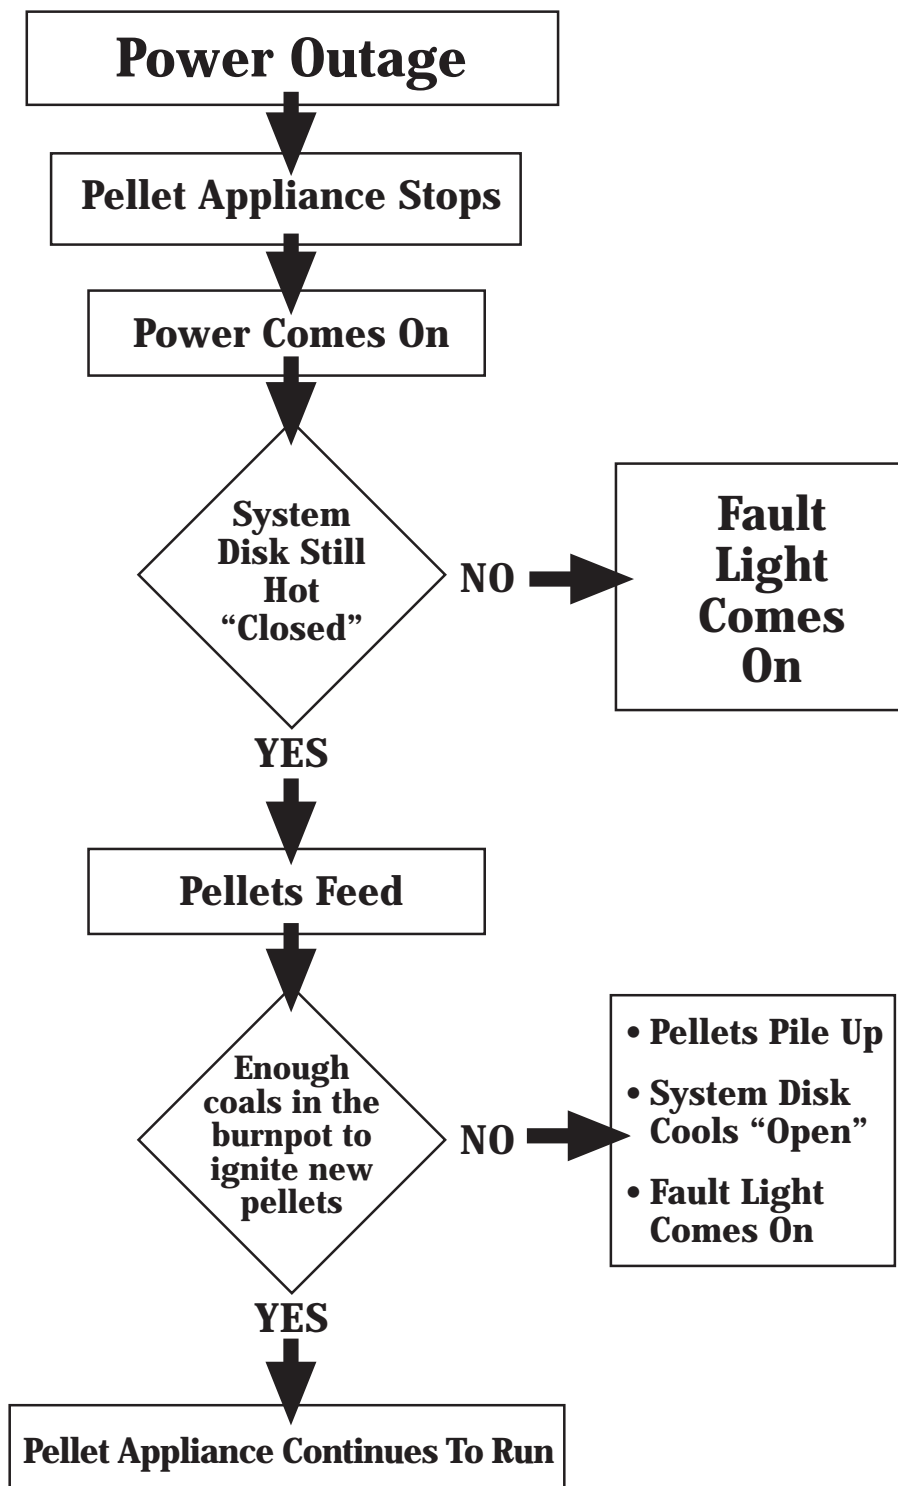 Power Outage
Pellet Appliance Stops
Power Comes On
System
Disk Still
Hot
“Closed”
NO
Fault
Light
Comes
On
YES
Pellets Feed
Enough
coals in the
burnpot to
ignite new
pellets
NO
• Pellets Pile Up
• System Disk
Cools “Open”
• Fault Light
Comes On
YES
Pellet Appliance Continues To Run